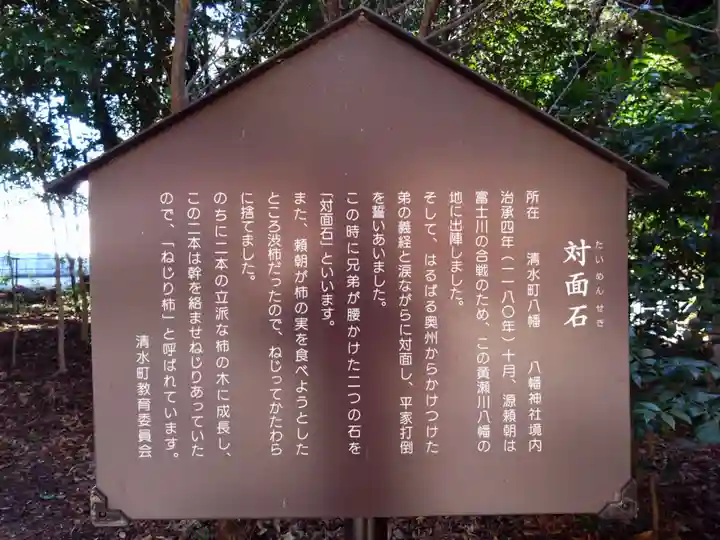 対面石
たいめんせき
所在 清水町八幡 八幡神社境内
治承四年(一一八〇年)十月、源頼朝は
富士川の合戦のため、この黄瀬川八幡の
地に出陣しました。
そして、はるばる奥州からかけつけた
弟の義経と涙ながらに対面し、平家打倒
を誓いあいました。
この時に兄弟が腰かけた二つの石を
「対面石」といいます。
また、頼朝が柿の実を食べようとした
ところ渋柿だったので、ねじってかたわら
に捨てました。
のちに二本の立派な柿の木に成長し、
この二本は幹を絡ませねじりあっていた
ので、「ねじり柿」と呼ばれています。
清水町教育委員会